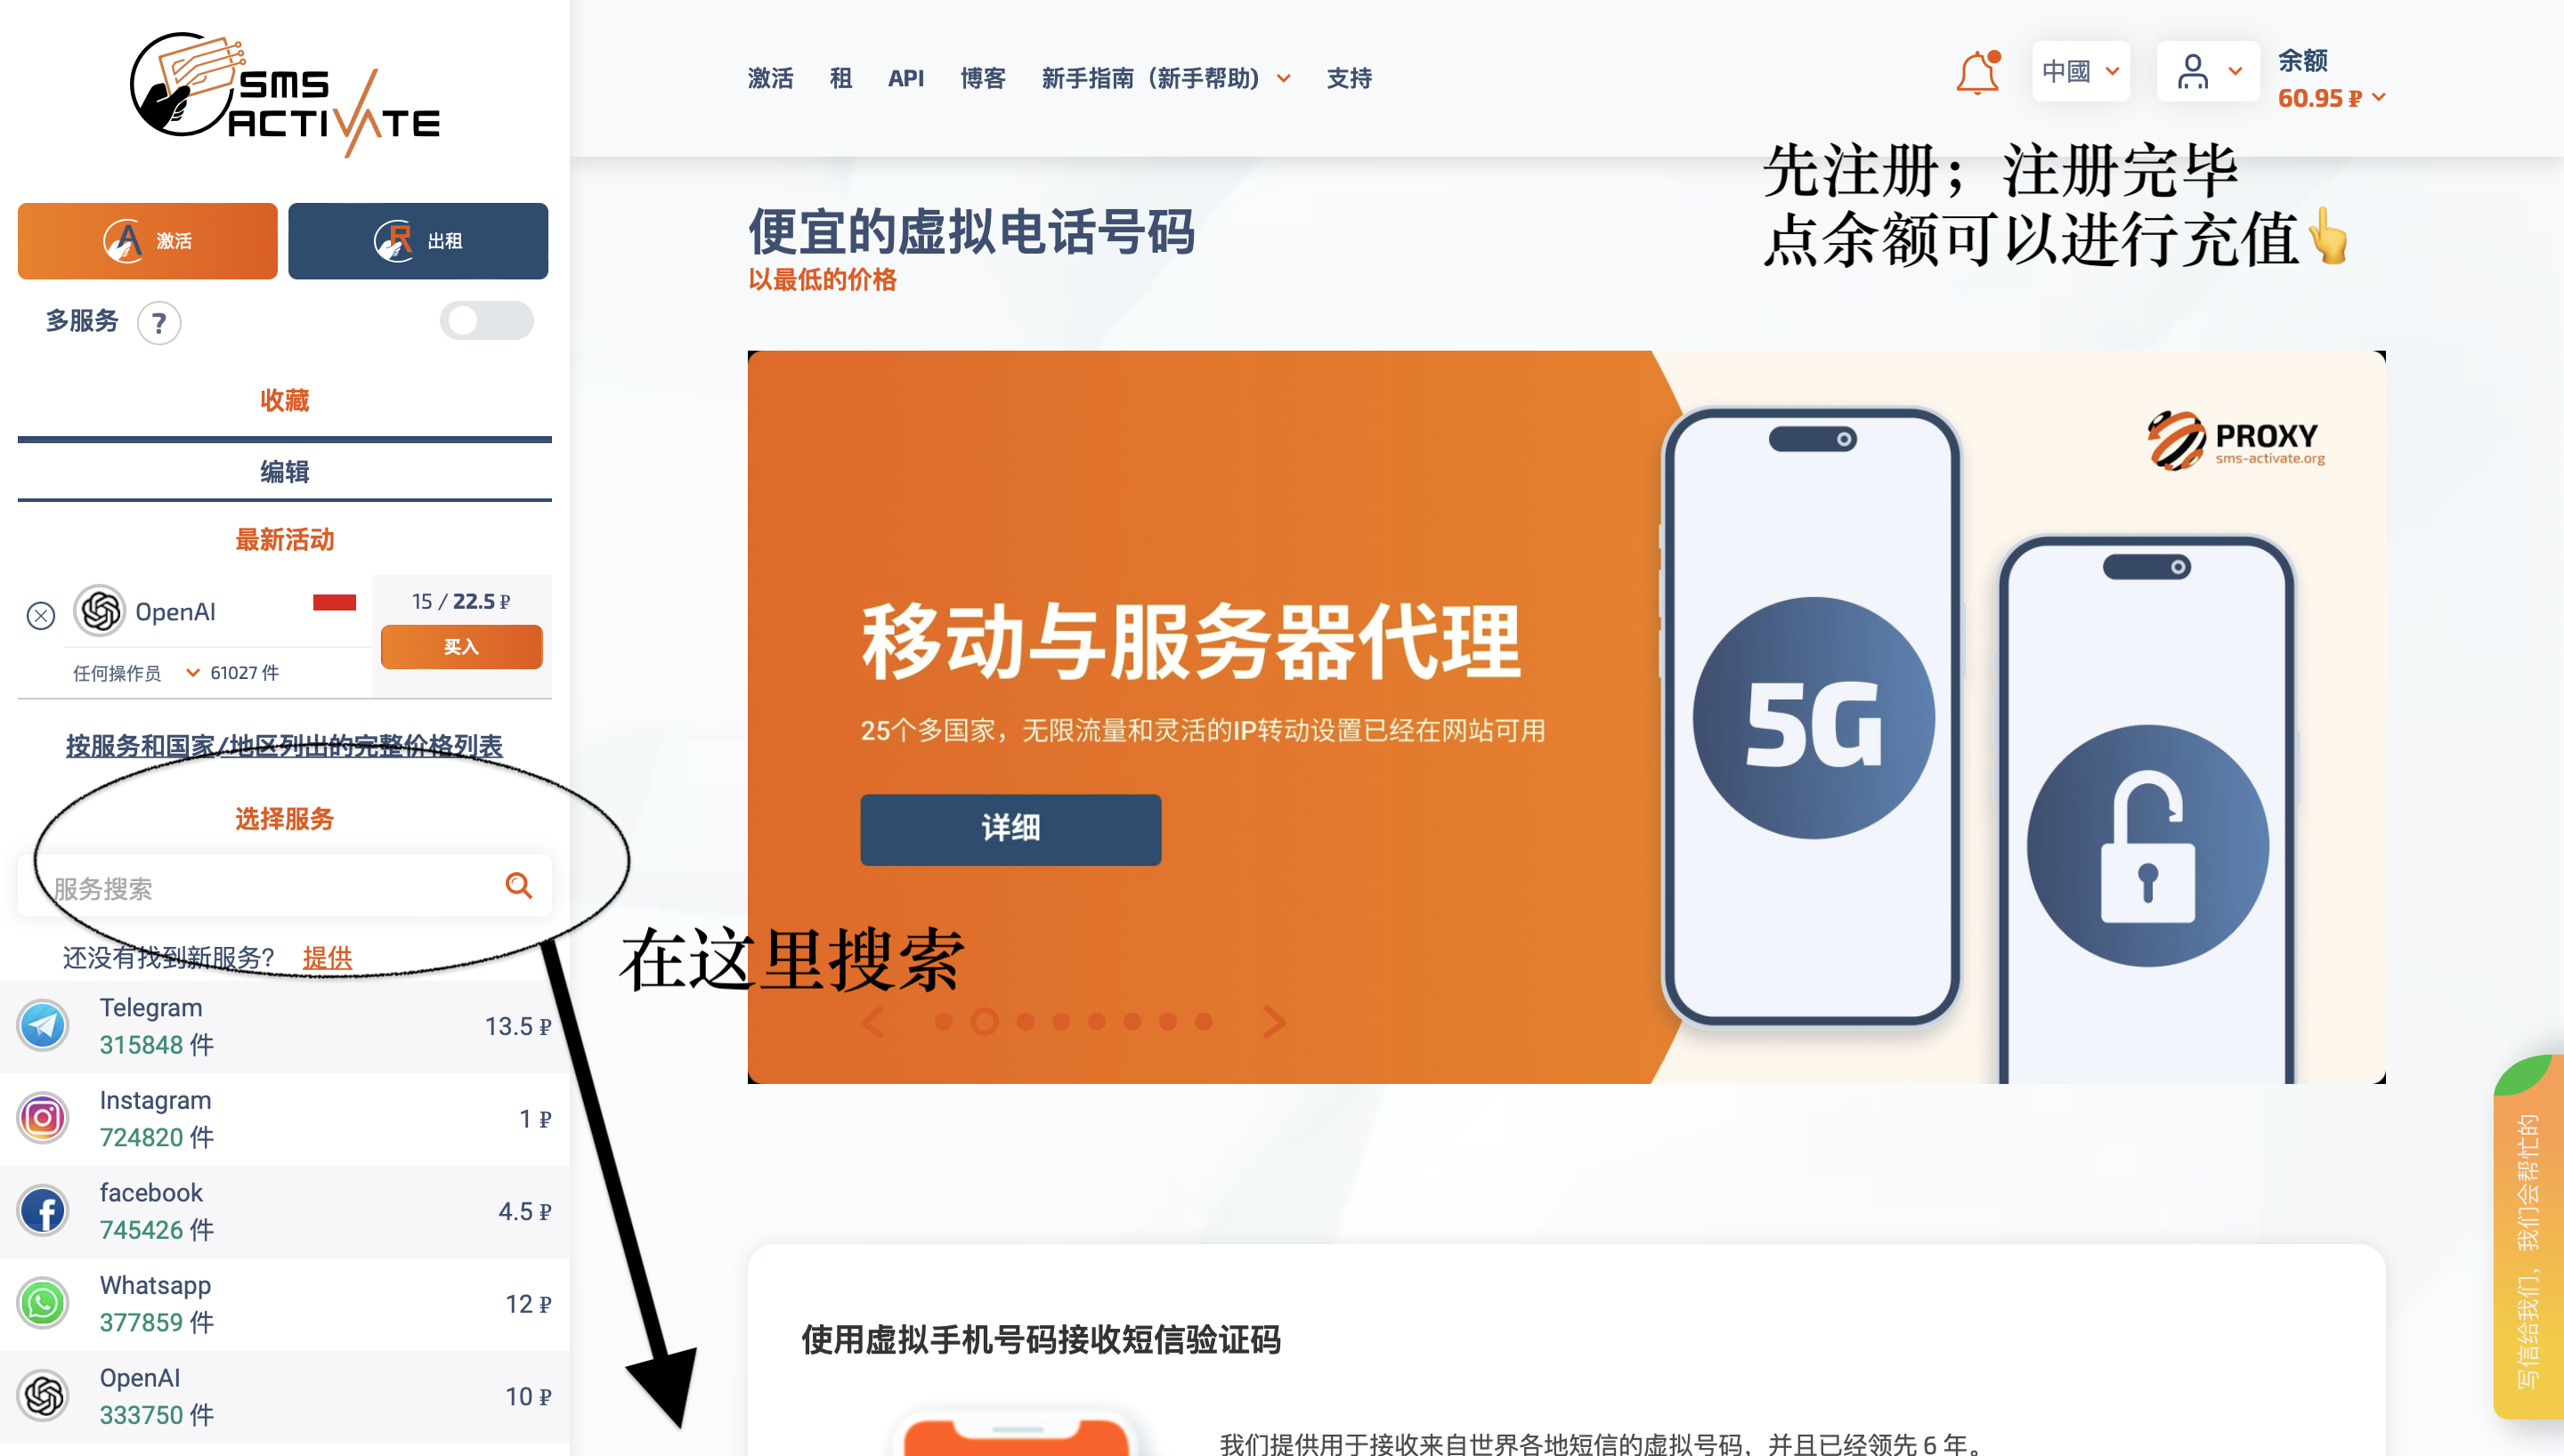 SMS
ACTIVATE
激活
出租
多服务 ?
收藏
编辑
最新活动
OpenAI
15 / 22.5 ₽
买入
任何操作员
61027 件
按服务和国家/地区列出的完整价格列表
选择服务
服务搜索
还没有找到新服务? 提供
Telegram
315848 件
13.5 ₽
Instagram
724820 件
1 ₽
facebook
745426 件
4.5 ₽
Whatsapp
377859 件
12 ₽
OpenAI
333750 件
10 ₽
激活 租 API 博客 新手指南（新手帮助） 支持
中國
余额
60.95 ₽
先注册；注册完毕
点余额可以进行充值👆
便宜的虚拟电话号码
以最低的价格
PROXY
sms-activate.org
移动与服务器代理
25个多国家，无限流量和灵活的IP转动设置已经在网站可用
详细
5G
在这里搜索
使用虚拟手机号码接收短信验证码
我们提供用于接收来自世界各地短信的虚拟号码，并且已经领先 6 年。
写信给我们，我们会帮忙的